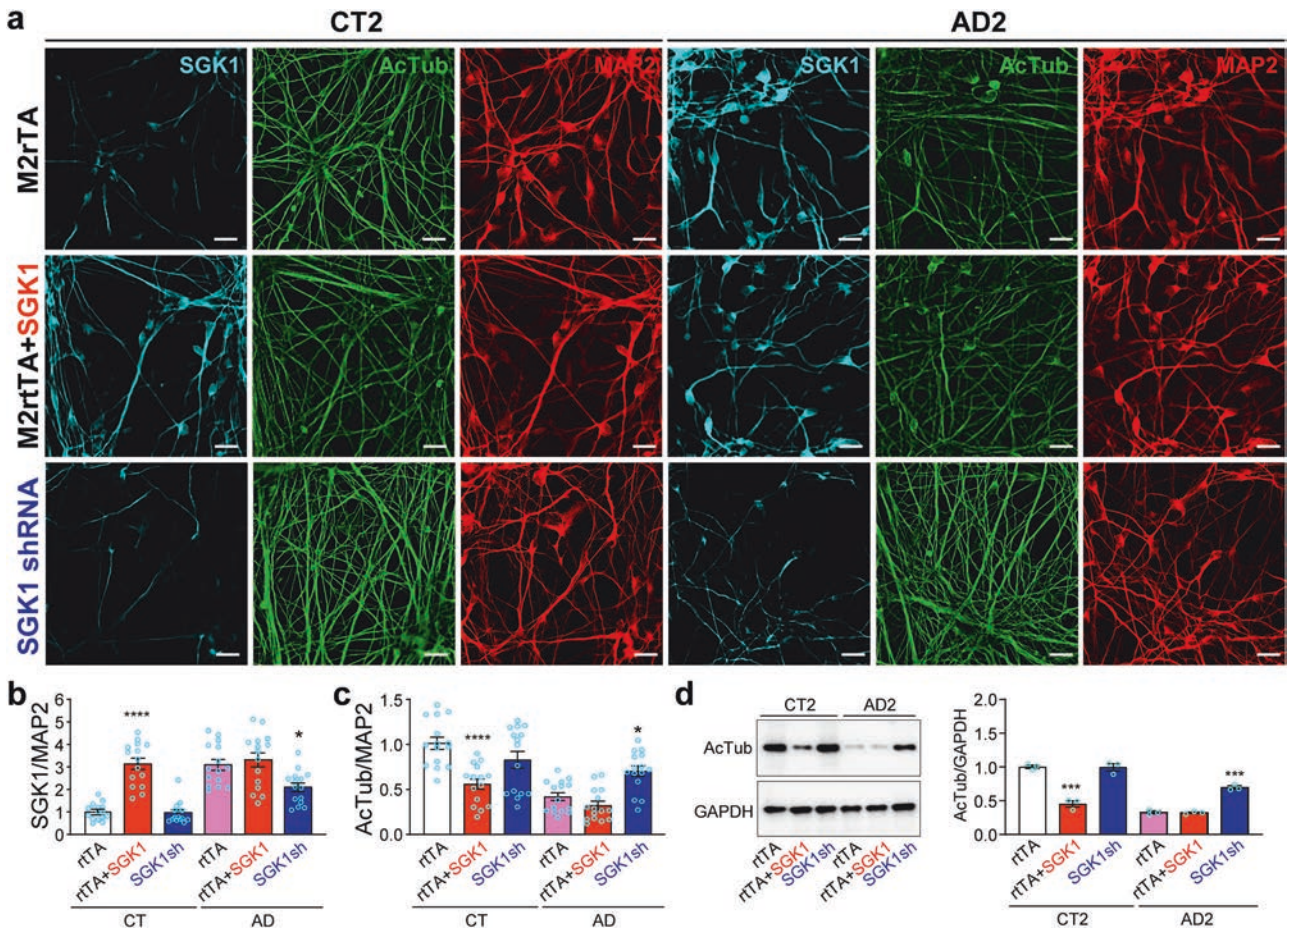 a
CT2
AD2
M2rTA
SGK1
AcTub
MAP2
SGK1
AcTub
MAP2
M2rtTA+SGK1
SGK1 shRNA
b
SGK1/MAP2
6
5
4
3
2
1
0
****
*
rtTA
rtTA+SGK1
SGK1sh
rtTA
rtTA+SGK1
SGK1sh
CT
AD
c
AcTub/MAP2
1.5
1.0
0.5
0.0
****
*
rtTA
rtTA+SGK1
SGK1sh
rtTA
rtTA+SGK1
SGK1sh
CT
AD
d
CT2
AD2
AcTub
GAPDH
rtTA
rtTA+SGK1
SGK1sh
rtTA
rtTA+SGK1
SGK1sh
AcTub/GAPDH
2.0
1.5
1.0
0.5
0.0
***
***
rtTA
rtTA+SGK1
SGK1sh
rtTA
rtTA+SGK1
SGK1sh
CT2
AD2